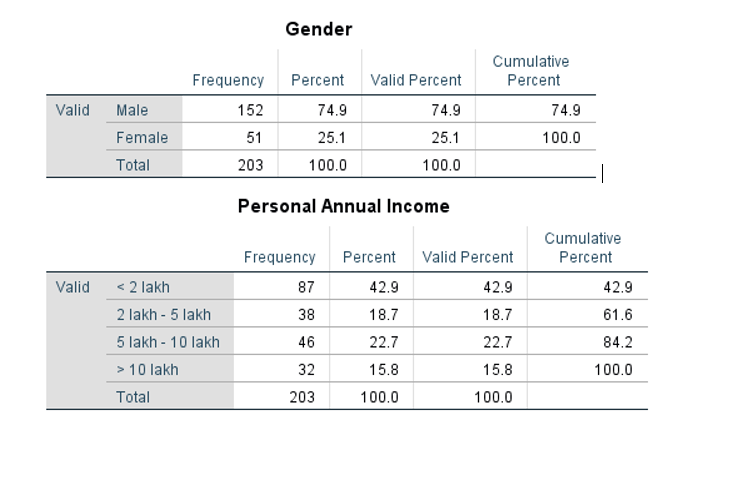 Gender
Frequency Percent Valid Percent Cumulative Percent
Valid Male 152 74.9 74.9 74.9
Female 51 25.1 25.1 100.0
Total 203 100.0 100.0
Personal Annual Income
Frequency Percent Valid Percent Cumulative Percent
Valid < 2 lakh 87 42.9 42.9 42.9
2 lakh - 5 lakh 38 18.7 18.7 61.6
5 lakh - 10 lakh 46 22.7 22.7 84.2
> 10 lakh 32 15.8 15.8 100.0
Total 203 100.0 100.0